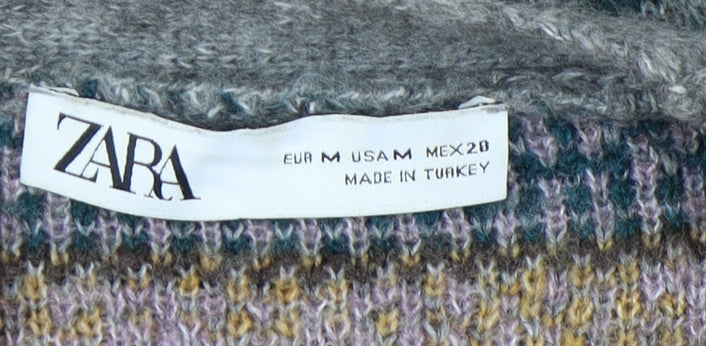 ZARA
EUR M USA M MEX 28
MADE IN TURKEY